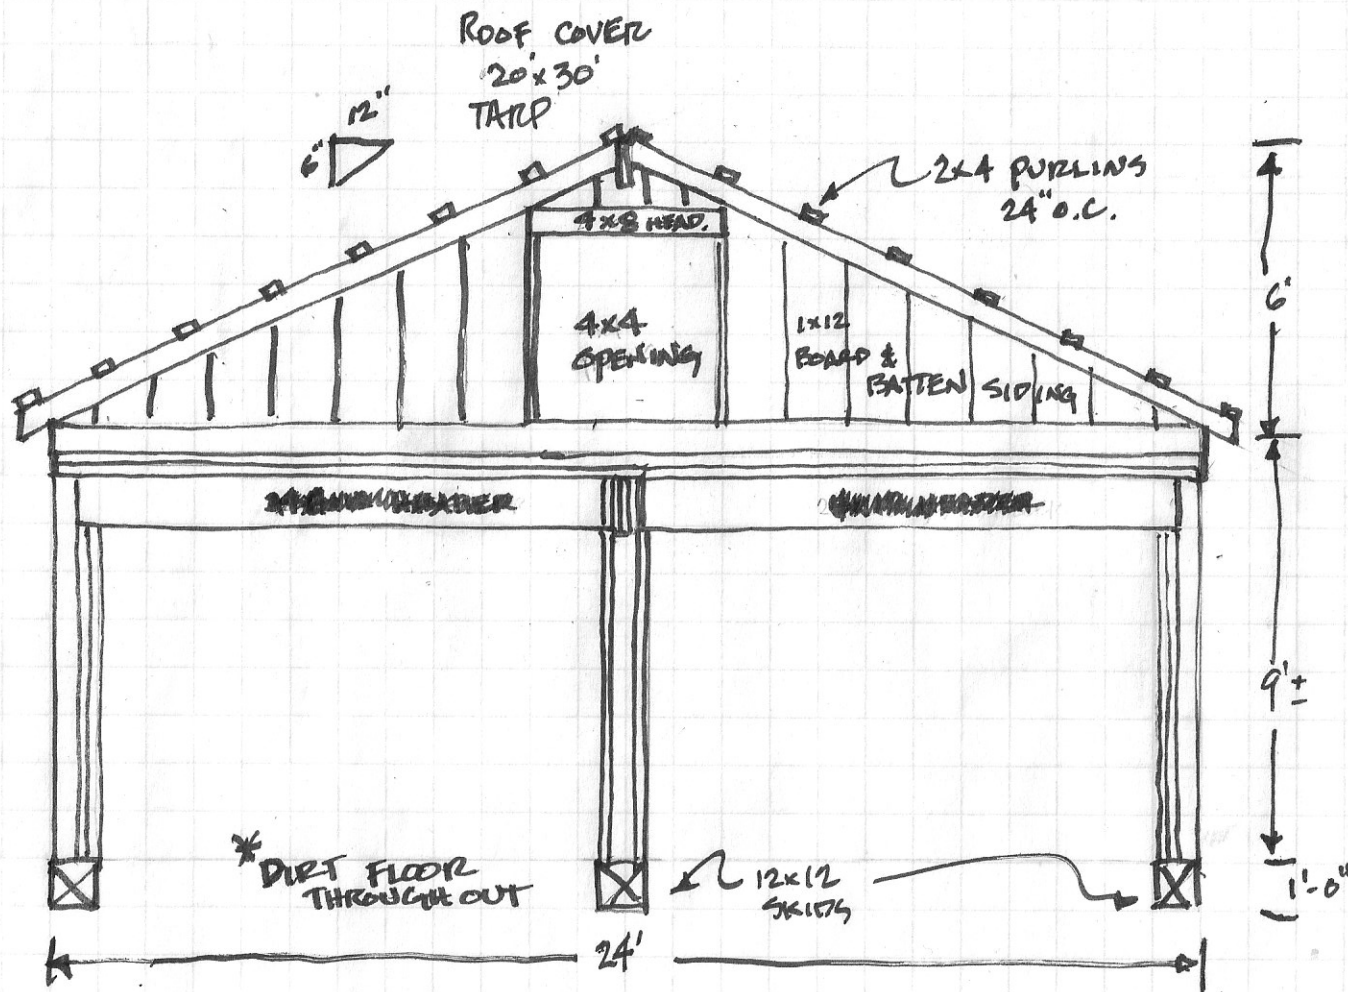 ROOF COVER
20'x30'
TARP
12"
6"
2x4 PURLINS
24" O.C.
4x8 HEAD.
4x4
OPENING
1x12
BOARD &
BATTEN SIDING
6'
HEADER
9'±
*DIRT FLOOR
THROUGH OUT
12x12
SKIDS
1'-0"
24'